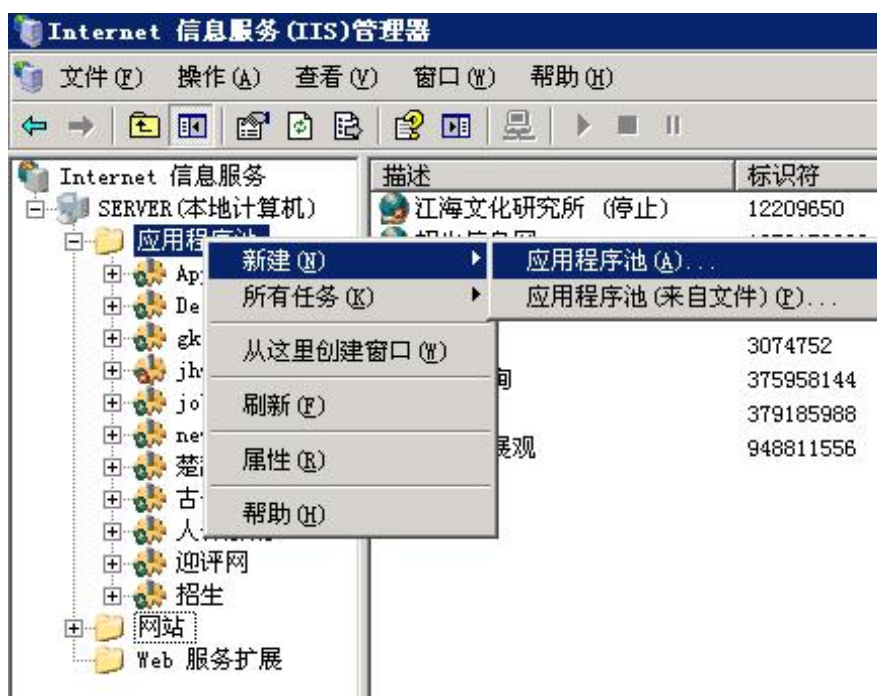 Internet 信息服务(IIS)管理器
文件(F) 操作(A) 查看(V) 窗口(W) 帮助(H)
Internet 信息服务
SERVER(本地计算机)
应用程序池
网站
Web 服务扩展
迎评网
招生
描述 标识符
江海文化研究所 (停止) 12209650
3074752
375958144
379185988
展观 948811556
新建(N)
所有任务(K)
从这里创建窗口(W)
刷新(F)
属性(R)
帮助(H)
应用程序池(A)...
应用程序池(来自文件)(P)...